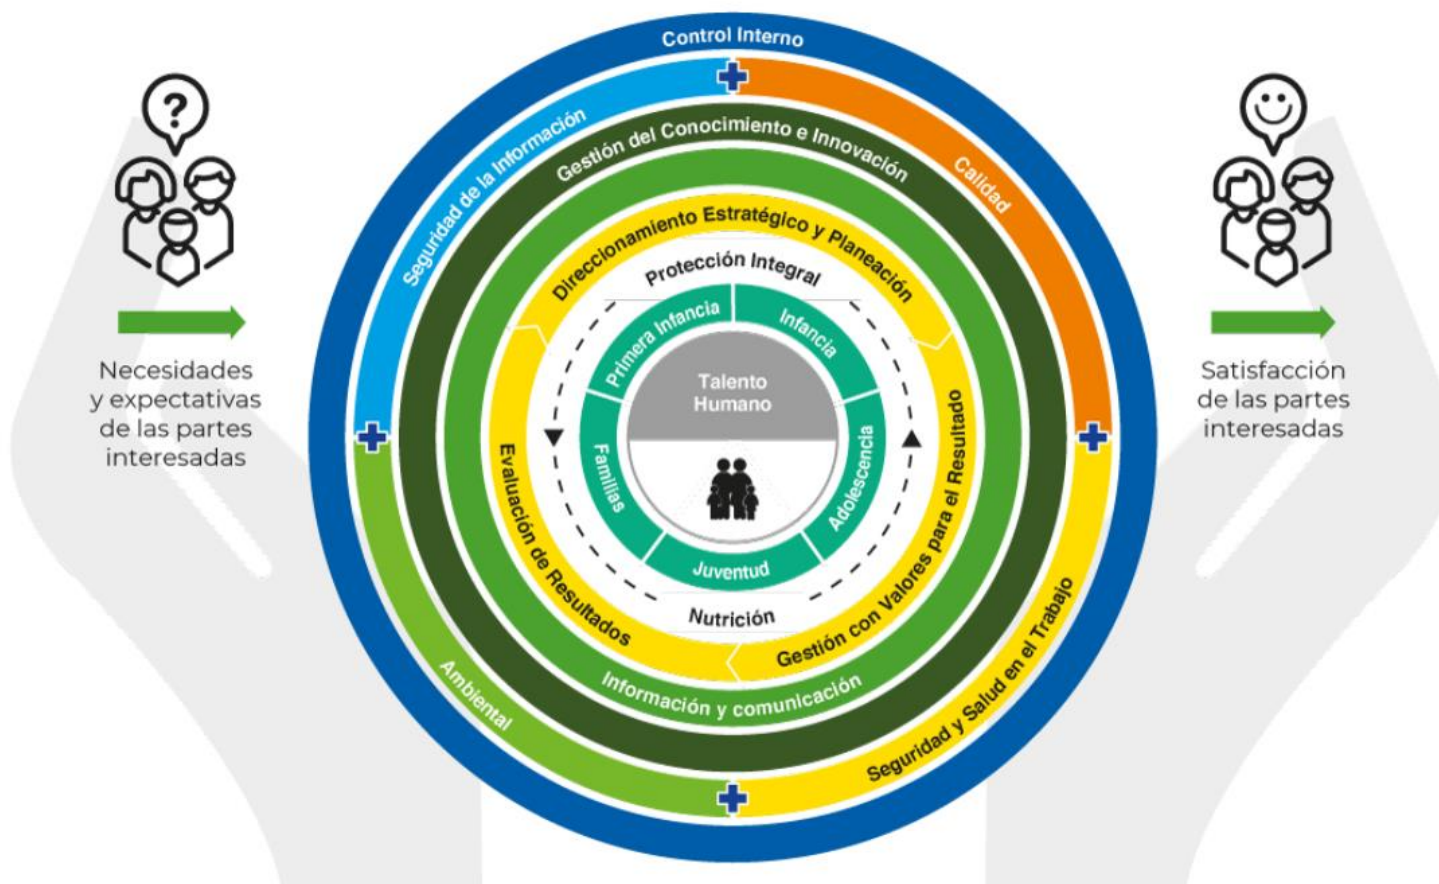 Control Interno
Seguridad de la Información
Calidad
Gestión del Conocimiento e Innovación
Direccionamiento Estratégico y Planeación
Protección Integral
Primera Infancia
Infancia
Talento
Humano
Familias
Adolescencia
Juventud
Nutrición
Evaluación de Resultados
Gestión con Valores para el Resultado
Información y comunicación
Ambiental
Seguridad y Salud en el Trabajo
?
Necesidades
y expectativas
de las partes
interesadas
Satisfacción
de las partes
interesadas